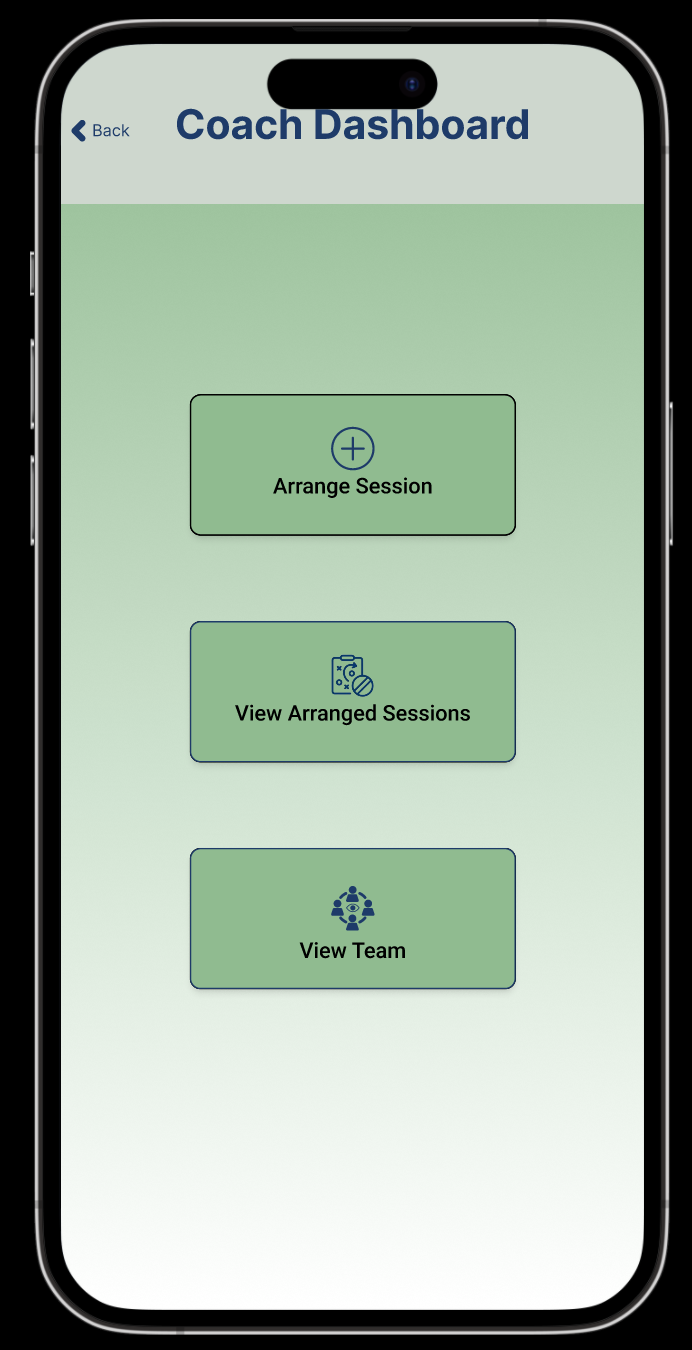 Back
Coach Dashboard
Arrange Session
View Arranged Sessions
View Team